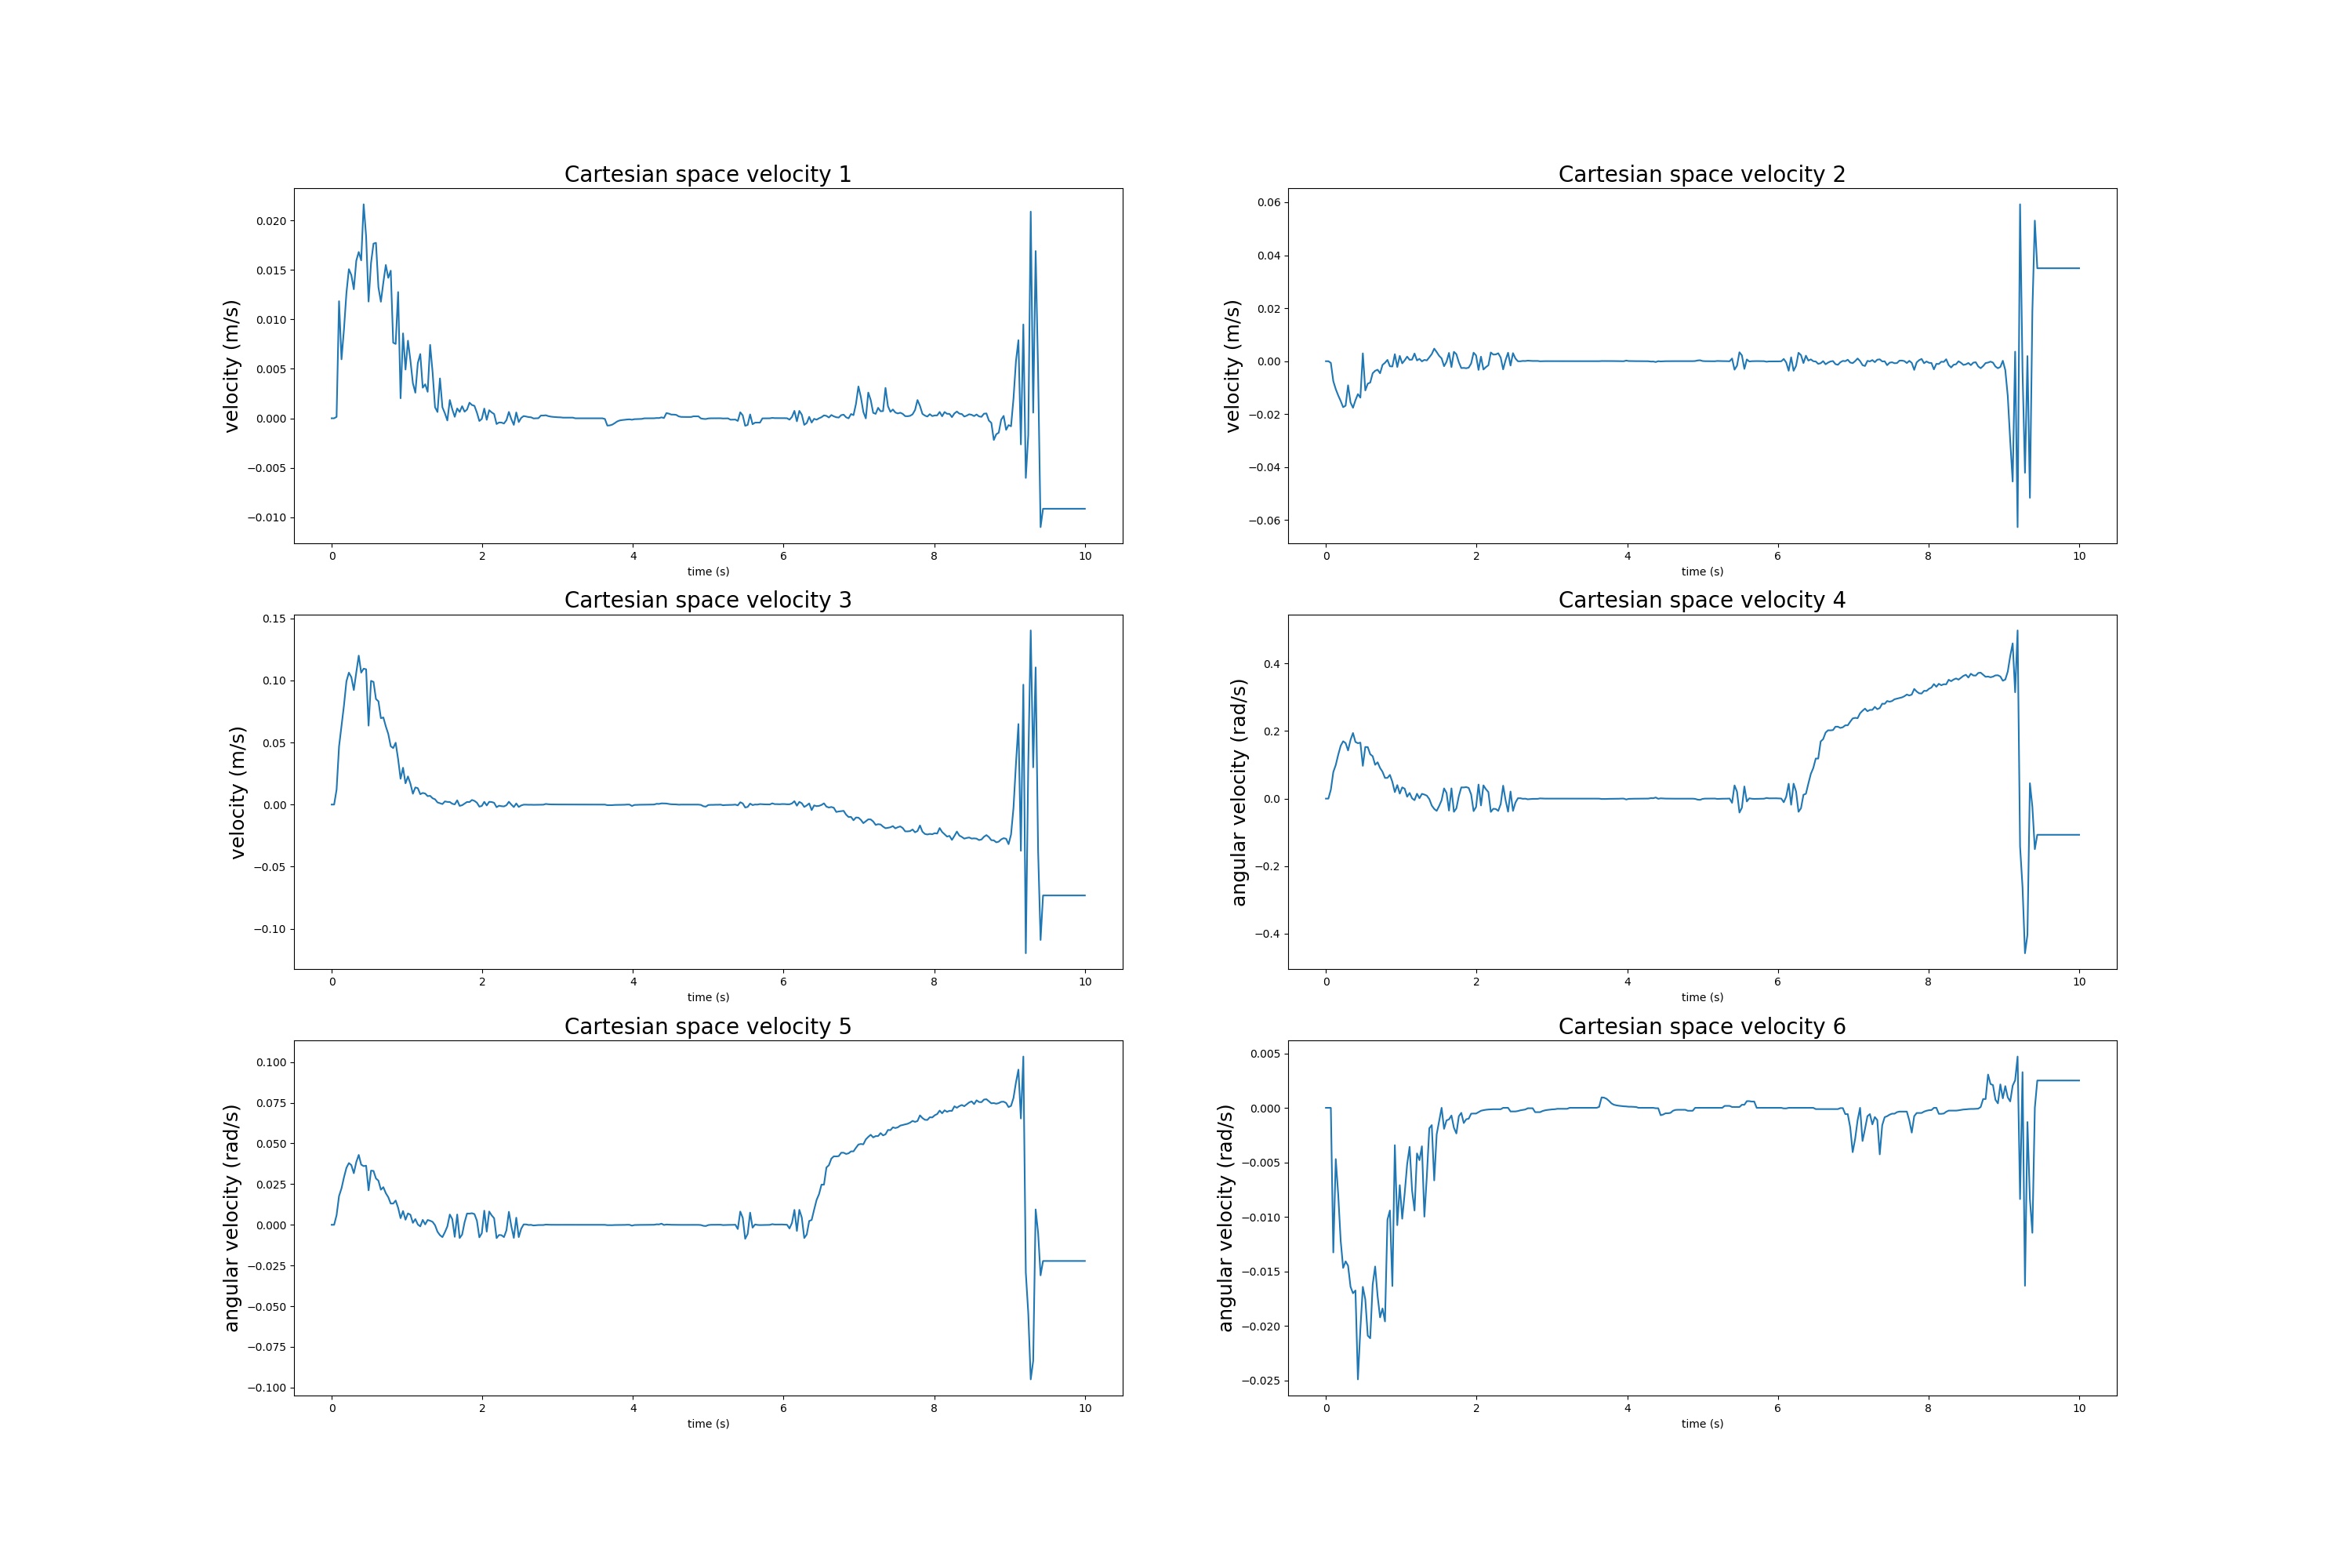 Cartesian space velocity 1
velocity (m/s)
0.020
0.015
0.010
0.005
0.000
−0.005
−0.010
0 2 4 6 8 10
time (s)
Cartesian space velocity 2
velocity (m/s)
0.06
0.04
0.02
0.00
−0.02
−0.04
−0.06
0 2 4 6 8 10
time (s)
Cartesian space velocity 3
velocity (m/s)
0.15
0.10
0.05
0.00
−0.05
−0.10
0 2 4 6 8 10
time (s)
Cartesian space velocity 4
angular velocity (rad/s)
0.4
0.2
0.0
−0.2
−0.4
0 2 4 6 8 10
time (s)
Cartesian space velocity 5
angular velocity (rad/s)
0.100
0.075
0.050
0.025
0.000
−0.025
−0.050
−0.075
−0.100
0 2 4 6 8 10
time (s)
Cartesian space velocity 6
angular velocity (rad/s)
0.005
0.000
−0.005
−0.010
−0.015
−0.020
−0.025
0 2 4 6 8 10
time (s)